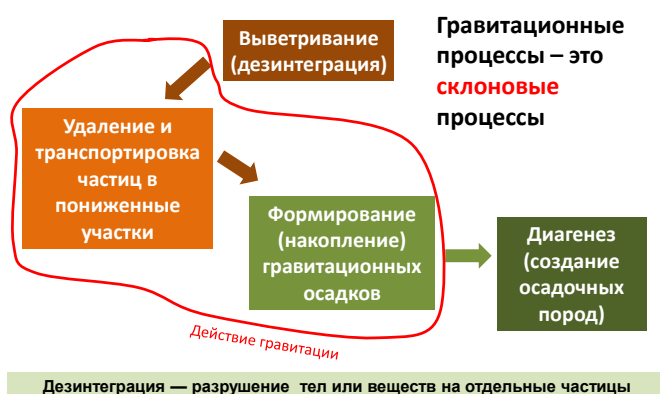 Выветривание
(дезинтеграция)
Гравитационные
процессы – это
склоновые
процессы
Удаление и
транспортировка
частиц в
пониженные
участки
Формирование
(накопление)
гравитационных
осадков
Диагенез
(создание
осадочных
пород)
Действие гравитации
Дезинтеграция — разрушение тел или веществ на отдельные частицы